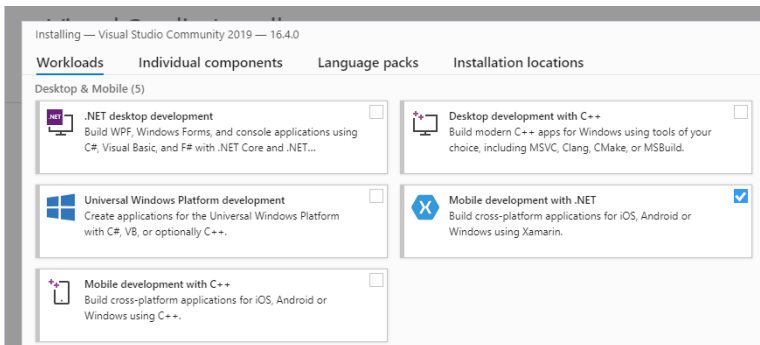 Installing — Visual Studio Community 2019 — 16.4.0
Workloads Individual components Language packs Installation locations
Desktop & Mobile (5)
.NET desktop development
Build WPF, Windows Forms, and console applications using
C#, Visual Basic, and F# with .NET Core and .NET...
Desktop development with C++
Build modern C++ apps for Windows using tools of your
choice, including MSVC, Clang, CMake, or MSBuild.
Universal Windows Platform development
Create applications for the Universal Windows Platform
with C#, VB, or optionally C++.
Mobile development with .NET
Build cross-platform applications for iOS, Android or
Windows using Xamarin.
Mobile development with C++
Build cross-platform applications for iOS, Android or
Windows using C++.